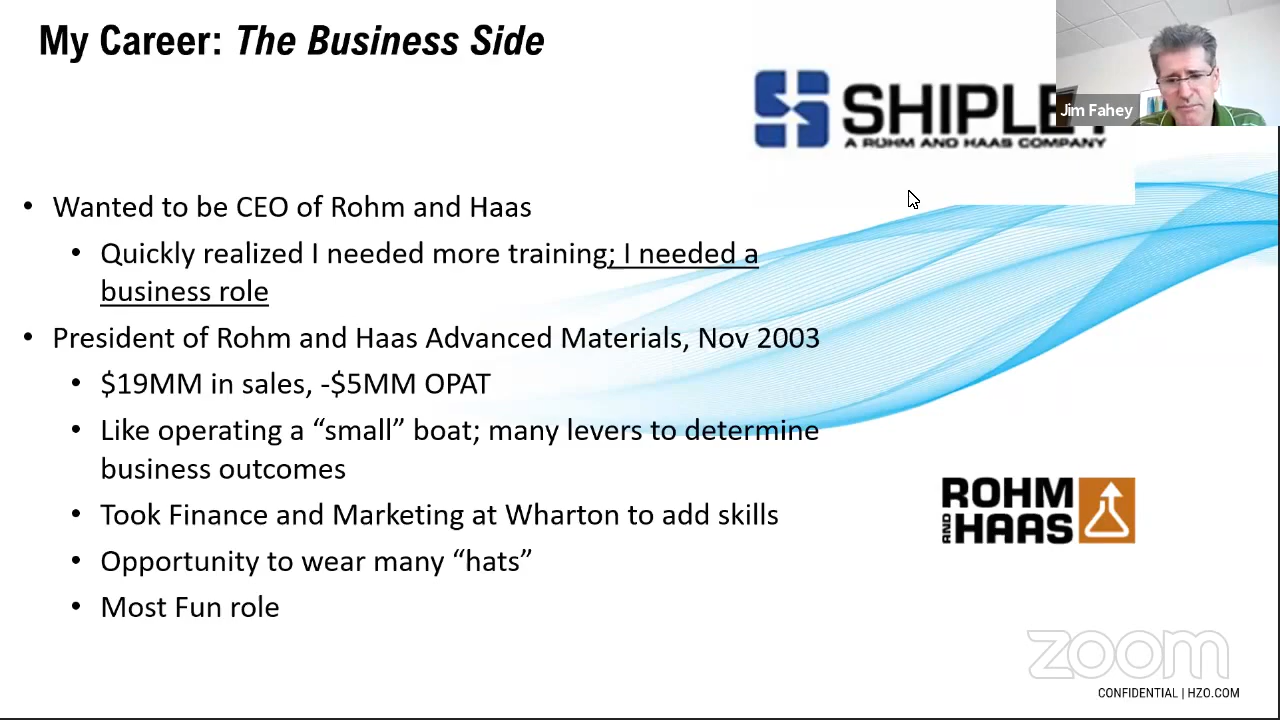 My Career: The Business Side
SHIPLE
A ROHM AND HAAS COMPANY
Jim Fahey
• Wanted to be CEO of Rohm and Haas
• Quickly realized I needed more training; I needed a
business role
• President of Rohm and Haas Advanced Materials, Nov 2003
• $19MM in sales, -$5MM OPAT
• Like operating a “small” boat; many levers to determine
business outcomes
• Took Finance and Marketing at Wharton to add skills
• Opportunity to wear many “hats”
• Most Fun role
ROHM
AND HAAS
zoom
CONFIDENTIAL | HZO.COM